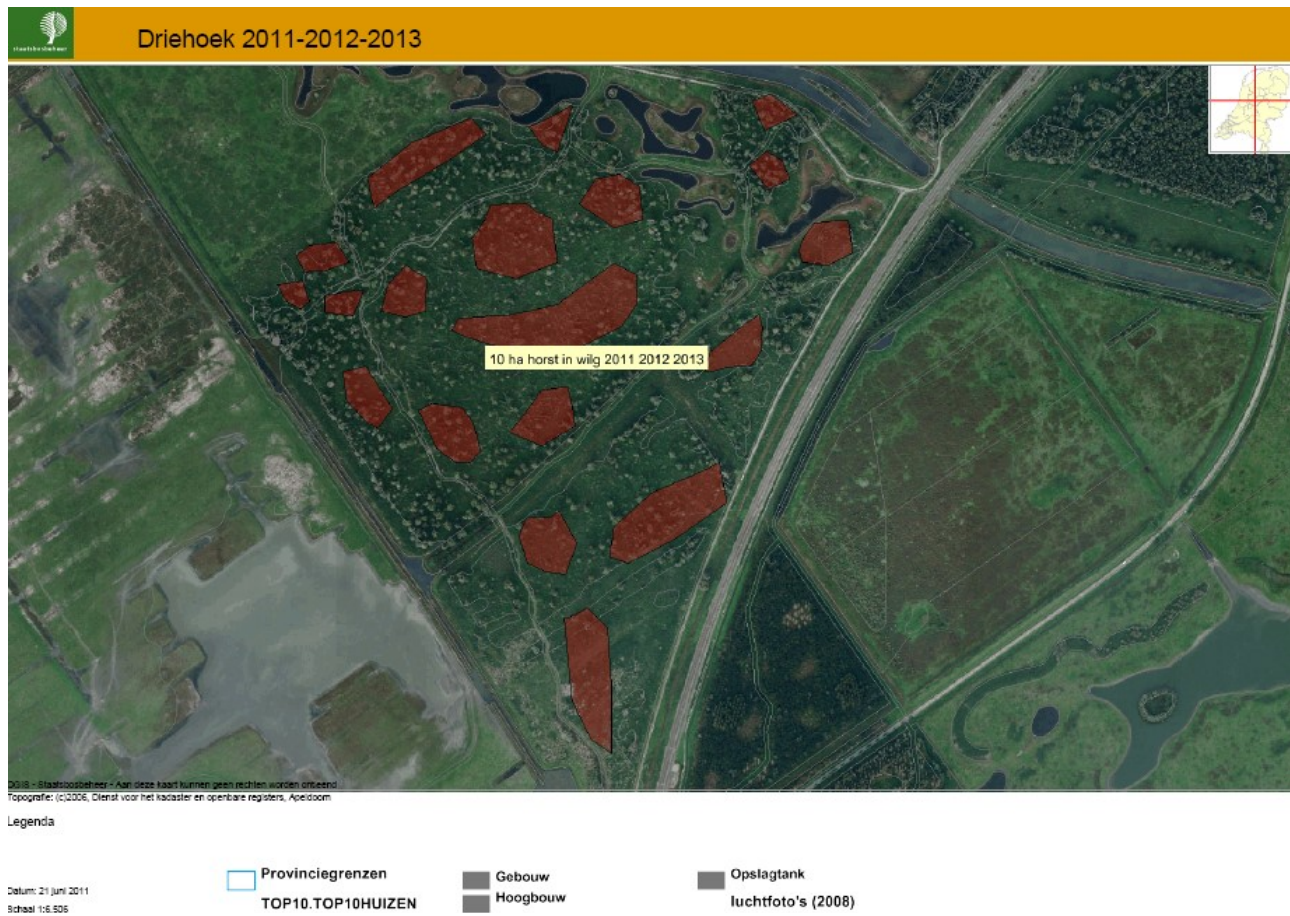 staatsbosbeheer
Driehoek 2011-2012-2013
10 ha horst in wilg 2011 2012 2013
OGIS - Staatsbosbeheer - Aan deze kaart kunnen geen rechten worden ontleend
Topografie: (c)2006, Dienst voor het kadaster en openbare registers, Apeldoorn
Legenda
Datum: 21 juni 2011
Schaal 1:6.506
Provinciegrenzen
TOP10.TOP10HUIZEN
Gebouw
Hoogbouw
Opslagtank
luchtfoto's (2008)